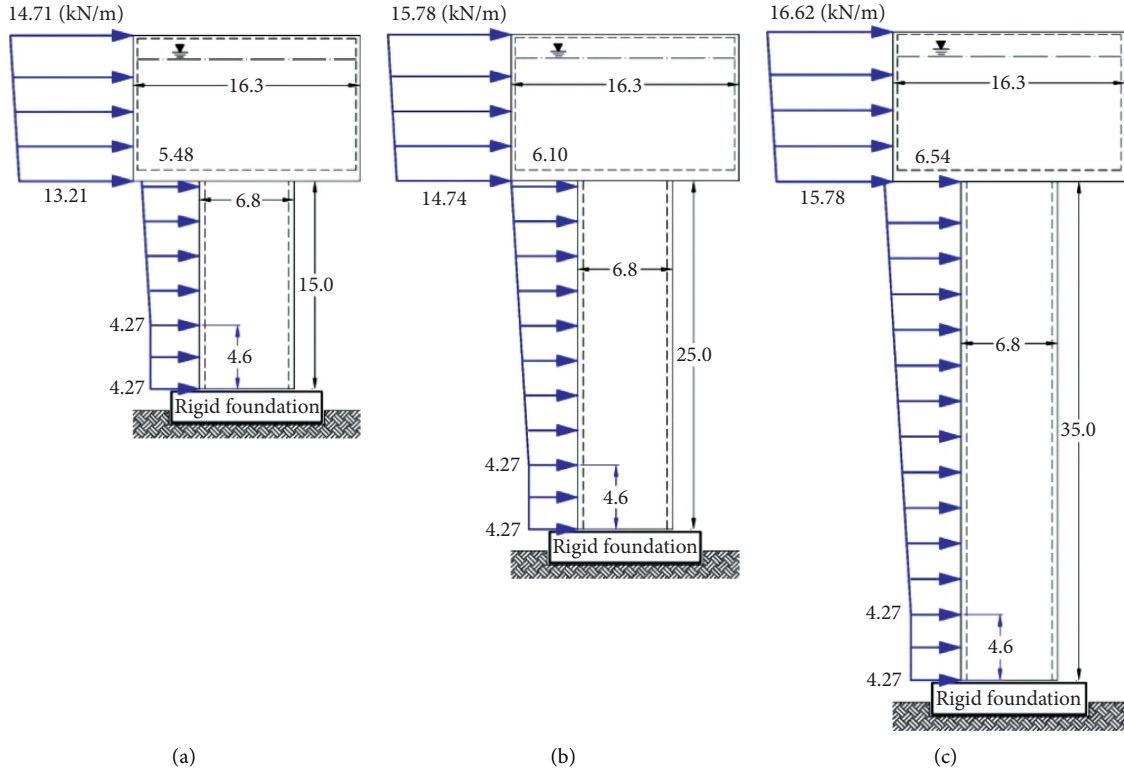 14.71 (kN/m)
16.3
5.48
13.21
6.8
15.0
4.27
4.6
4.27
Rigid foundation
(a)
15.78 (kN/m)
16.3
6.10
14.74
6.8
25.0
4.27
4.6
4.27
Rigid foundation
(b)
16.62 (kN/m)
16.3
6.54
15.78
6.8
35.0
4.27
4.6
4.27
Rigid foundation
(c)